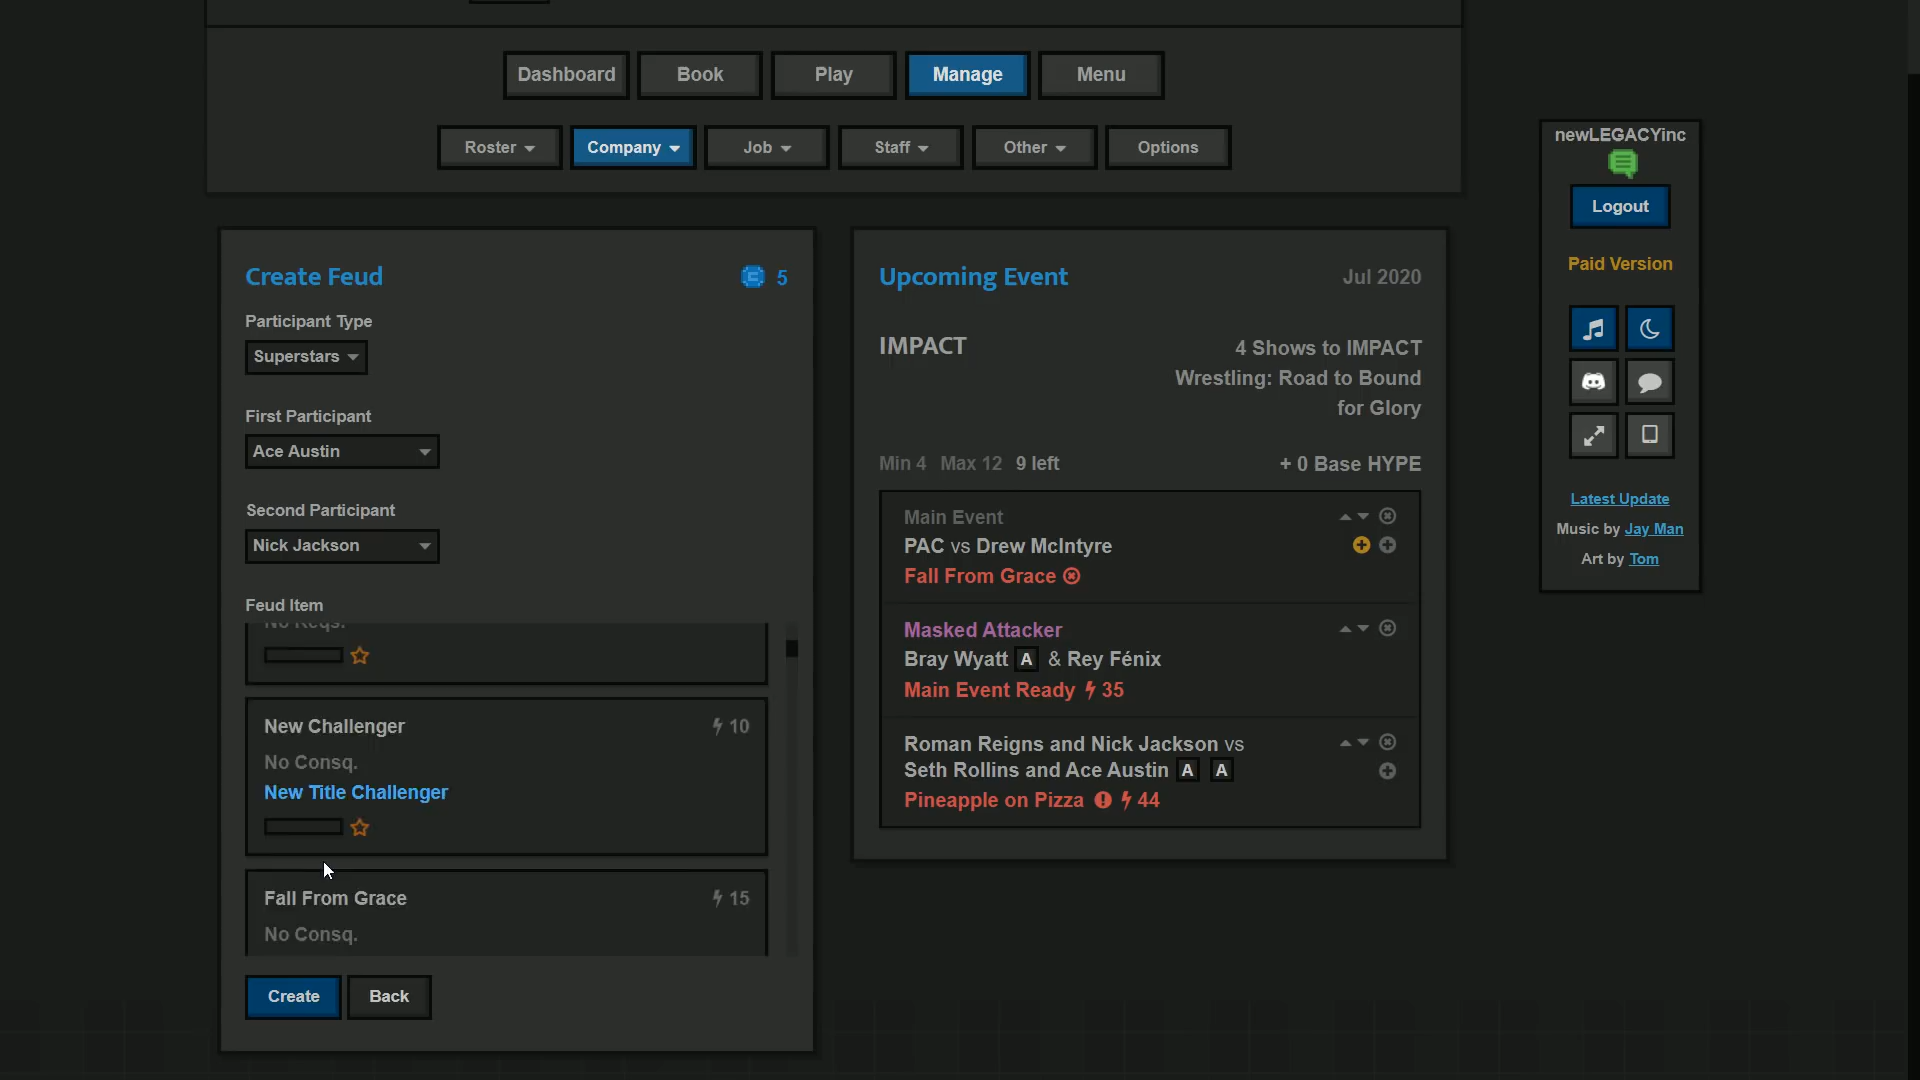 Dashboard
Book
Play
Manage
Menu
Roster
Company
Job
Staff
Other
Options
newLEGACYinc
Logout
Paid Version
Latest Update
Music by Jay Man
Art by Tom
Create Feud
5
Participant Type
Superstars
First Participant
Ace Austin
Second Participant
Nick Jackson
Feud Item
No Reqs.
New Challenger
10
No Consq.
New Title Challenger
Fall From Grace
15
No Consq.
Create
Back
Upcoming Event
Jul 2020
IMPACT
4 Shows to IMPACT
Wrestling: Road to Bound
for Glory
Min 4 Max 12 9 left
+ 0 Base HYPE
Main Event
PAC vs Drew McIntyre
Fall From Grace
Masked Attacker
Bray Wyatt A & Rey Fénix
Main Event Ready 35
Roman Reigns and Nick Jackson vs
Seth Rollins and Ace Austin A A
Pineapple on Pizza 44